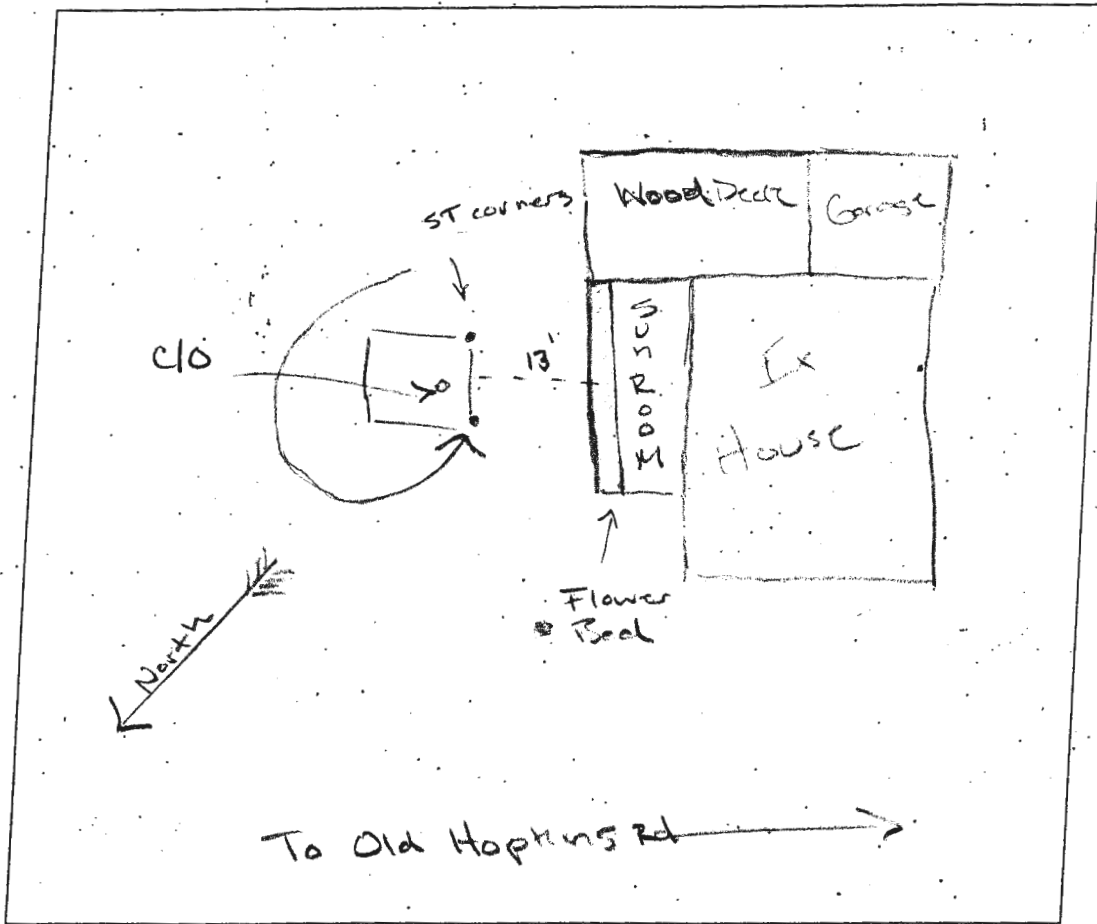 Wood Deck
Garage
ST corners
SUNROOM
C/O
13'
Ex
House
Flower
Bed
North
To Old Hopkins Rd